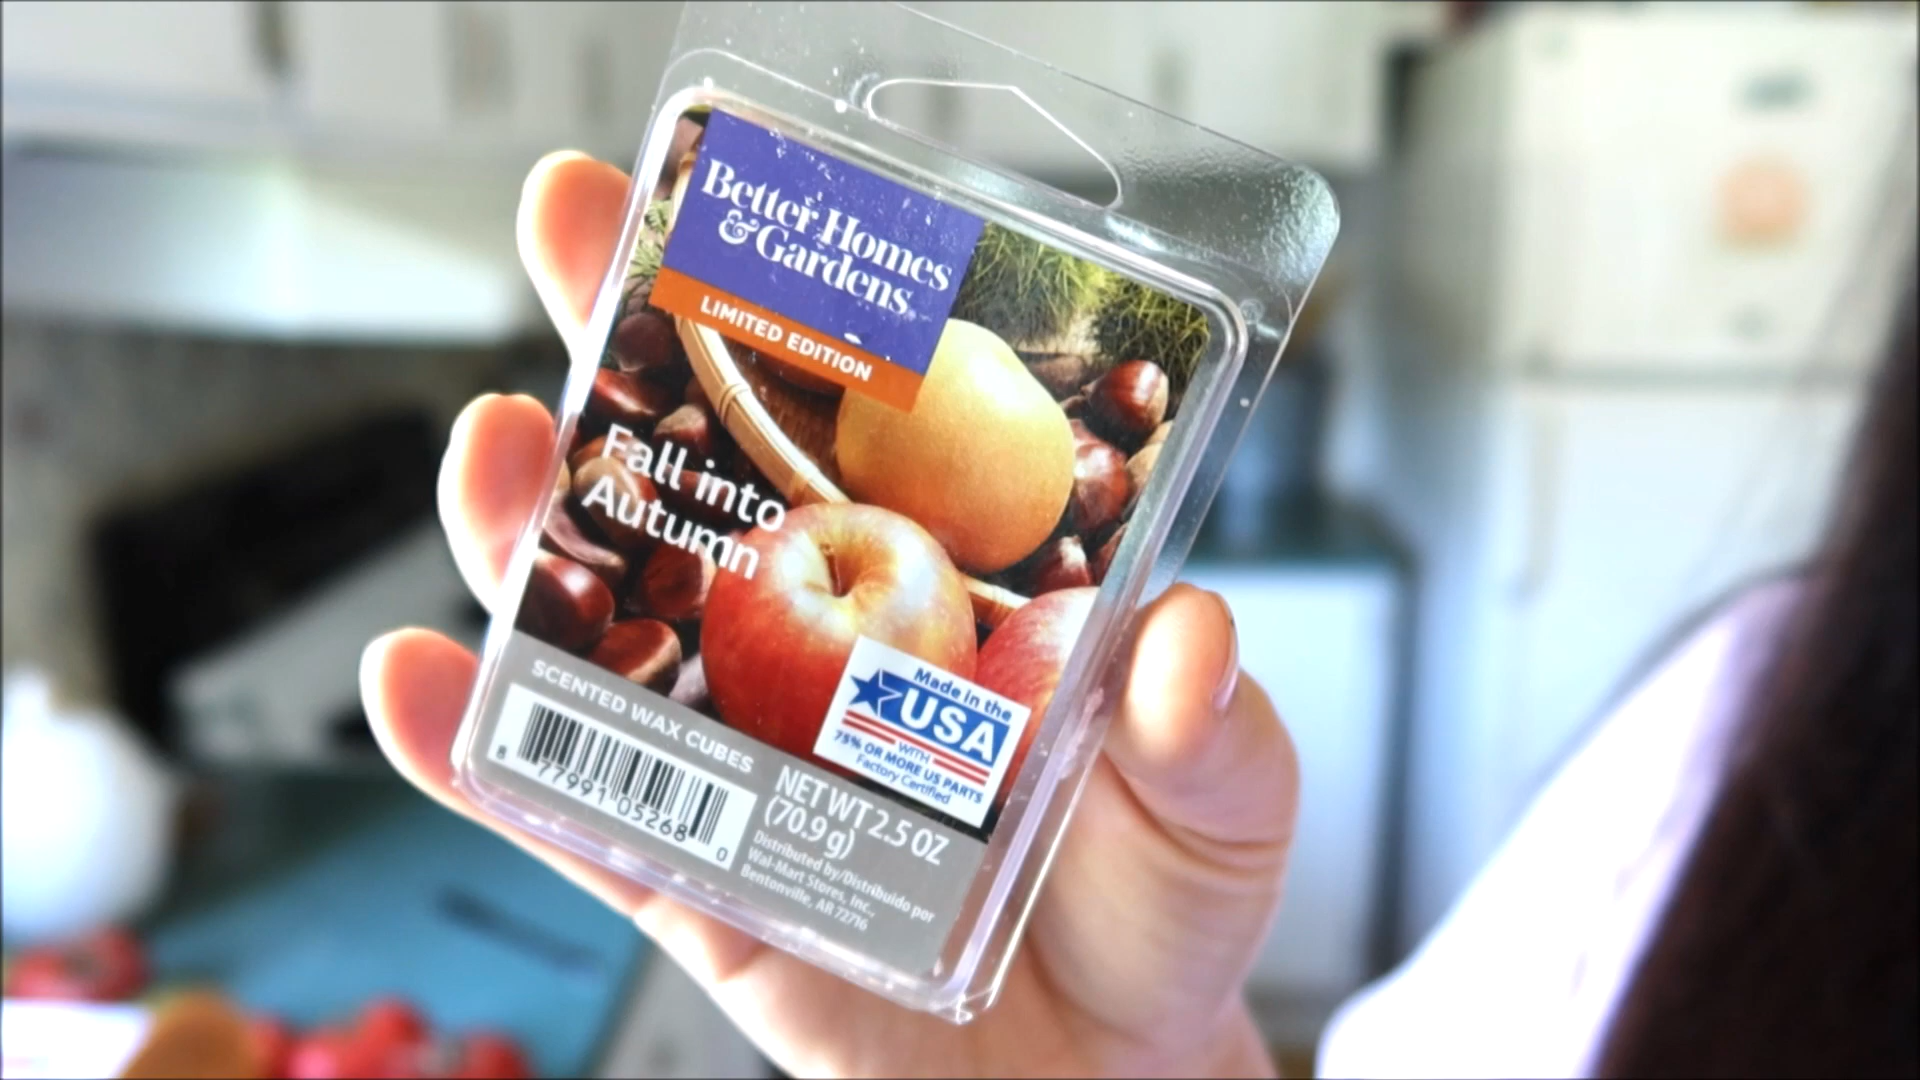 Better Homes
& Gardens
LIMITED EDITION
Fall into
Autumn
Made in the
USA
WITH
75% OR MORE US PARTS
Factory Certified
SCENTED WAX CUBES
8 77991 05268 0
NET WT 2.5 OZ
(70.9 g)
Distributed by/Distribuido por
Wal-Mart Stores, Inc.,
Bentonville, AR 72716